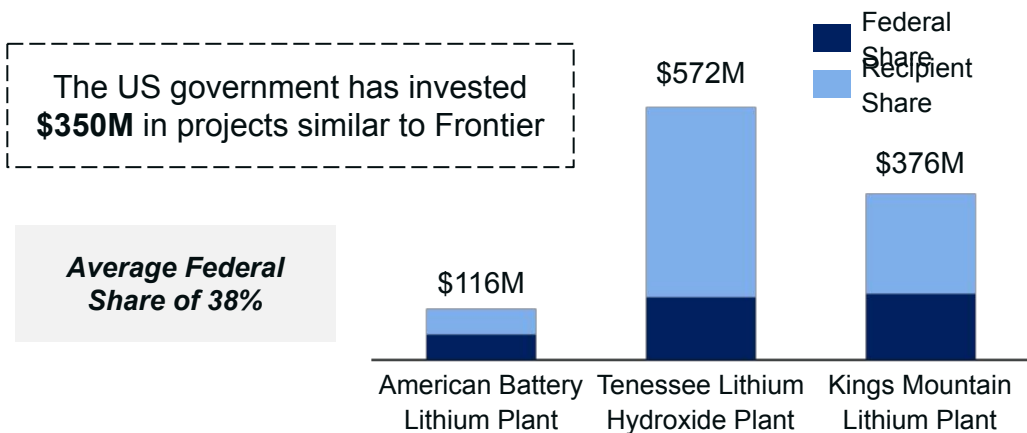 The US government has invested
$350M in projects similar to Frontier
Average Federal
Share of 38%
Federal
Share
Recipient
Share
$116M
$572M
$376M
American Battery
Lithium Plant
Tenessee Lithium
Hydroxide Plant
Kings Mountain
Lithium Plant